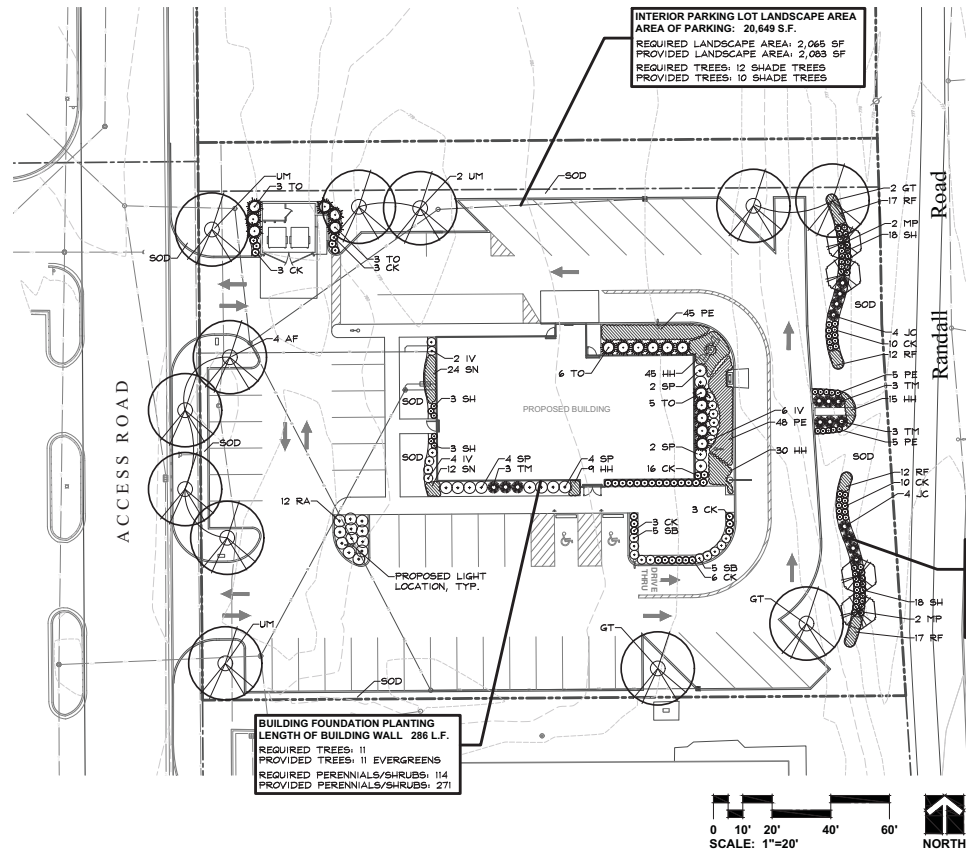 INTERIOR PARKING LOT LANDSCAPE AREA
AREA OF PARKING: 20,649 S.F.
REQUIRED LANDSCAPE AREA: 2,065 SF
PROVIDED LANDSCAPE AREA: 2,083 SF
REQUIRED TREES: 12 SHADE TREES
PROVIDED TREES: 10 SHADE TREES
UM
3 TO
2 UM
SOD
2 GT
17 RF
Road
2 MP
18 SH
SOD
3 TO
3 CK
3 CK
SOD
45 PE
4 JC
10 CK
12 RF
Randall
4 AF
2 IV
24 SN
6 TO
45 HH
2 SP
5 TO
5 PE
3 TM
15 HH
SOD
3 SH
PROPOSED BUILDING
6 IV
48 PE
3 TM
5 PE
ACCESS ROAD
SOD
SOD
3 SH
4 IV
12 SN
4 SP
3 TM
4 SP
9 HH
2 SP
16 CK
30 HH
SOD
12 RF
10 CK
4 JC
12 RA
3 CK
3 CK
5 SB
PROPOSED LIGHT
LOCATION, TYP.
DRIVE
THRU
5 SB
6 CK
18 SH
2 MP
17 RF
UM
GT
GT
SOD
BUILDING FOUNDATION PLANTING
LENGTH OF BUILDING WALL 286 L.F.
REQUIRED TREES: 11
PROVIDED TREES: 11 EVERGREENS
REQUIRED PERENNIALS/SHRUBS: 114
PROVIDED PERENNIALS/SHRUBS: 271
0 10' 20' 40' 60'
SCALE: 1"=20'
NORTH